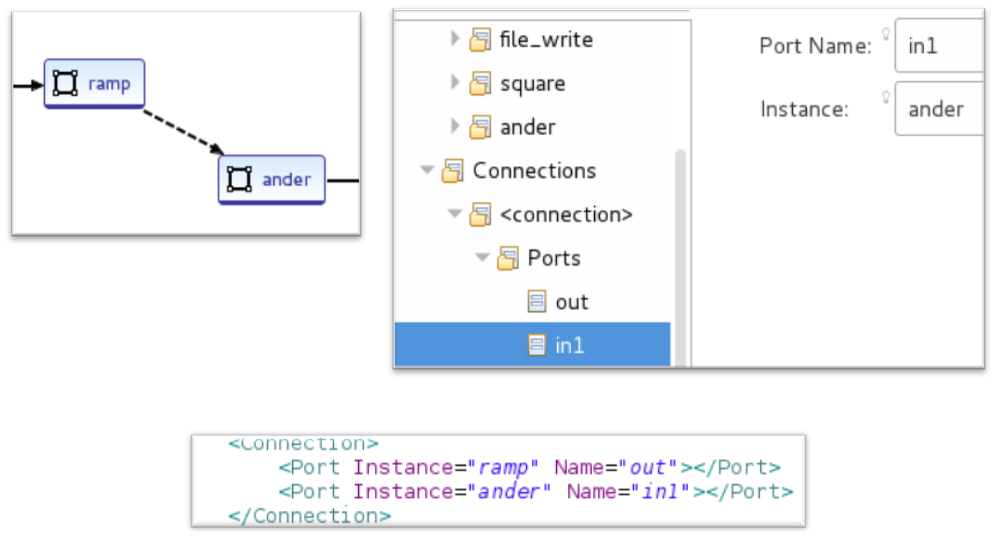 ramp
ander
file_write
square
ander
Connections
<connection>
Ports
out
in1
Port Name: in1
Instance: ander
<Connection>
<Port Instance="ramp" Name="out"></Port>
<Port Instance="ander" Name="in1"></Port>
</Connection>